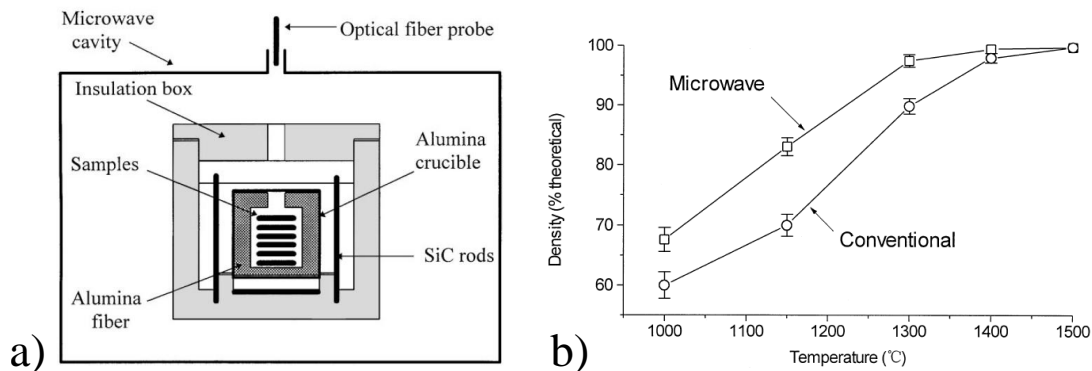 Microwave
cavity
Optical fiber probe
Insulation box
Samples
Alumina
crucible
SiC rods
Alumina
fiber
a)
100
90
80
70
60
Density (% theoretical)
Microwave
Conventional
1000 1100 1200 1300 1400 1500
Temperature (℃)
b)